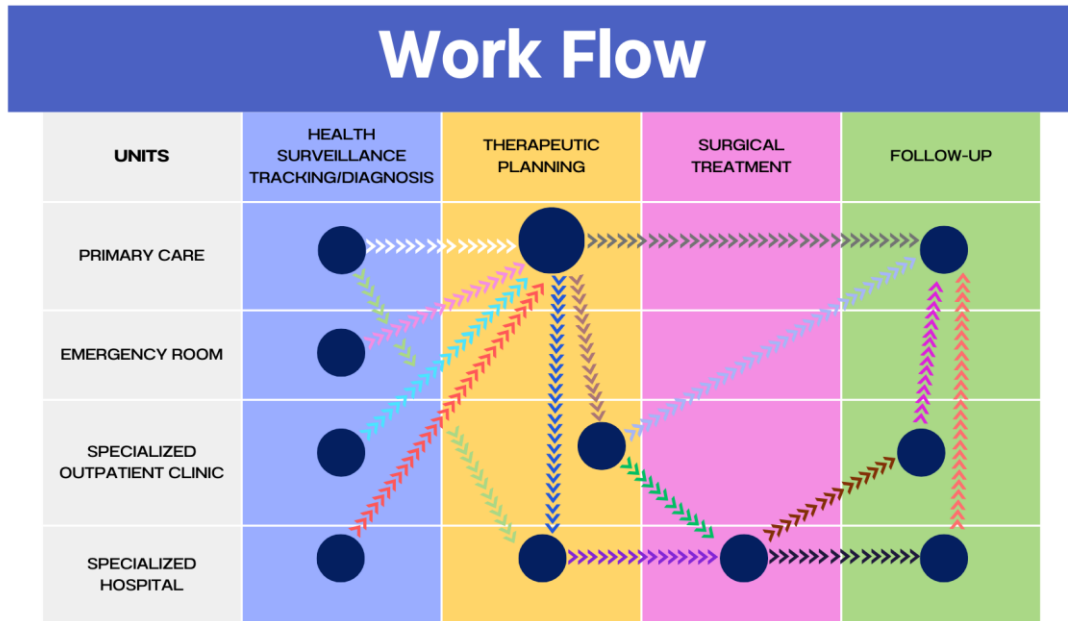 Work Flow
UNITS
HEALTH
SURVEILLANCE
TRACKING/DIAGNOSIS
THERAPEUTIC
PLANNING
SURGICAL
TREATMENT
FOLLOW-UP
PRIMARY CARE
EMERGENCY ROOM
SPECIALIZED
OUTPATIENT CLINIC
SPECIALIZED
HOSPITAL